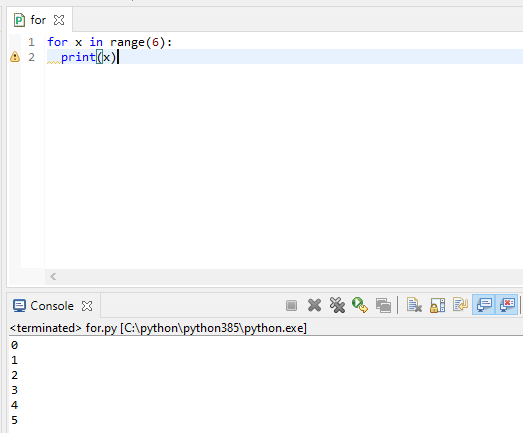 for
1 for x in range(6):
2   print(x)
Console
<terminated> for.py [C:\python\python385\python.exe]
0
1
2
3
4
5